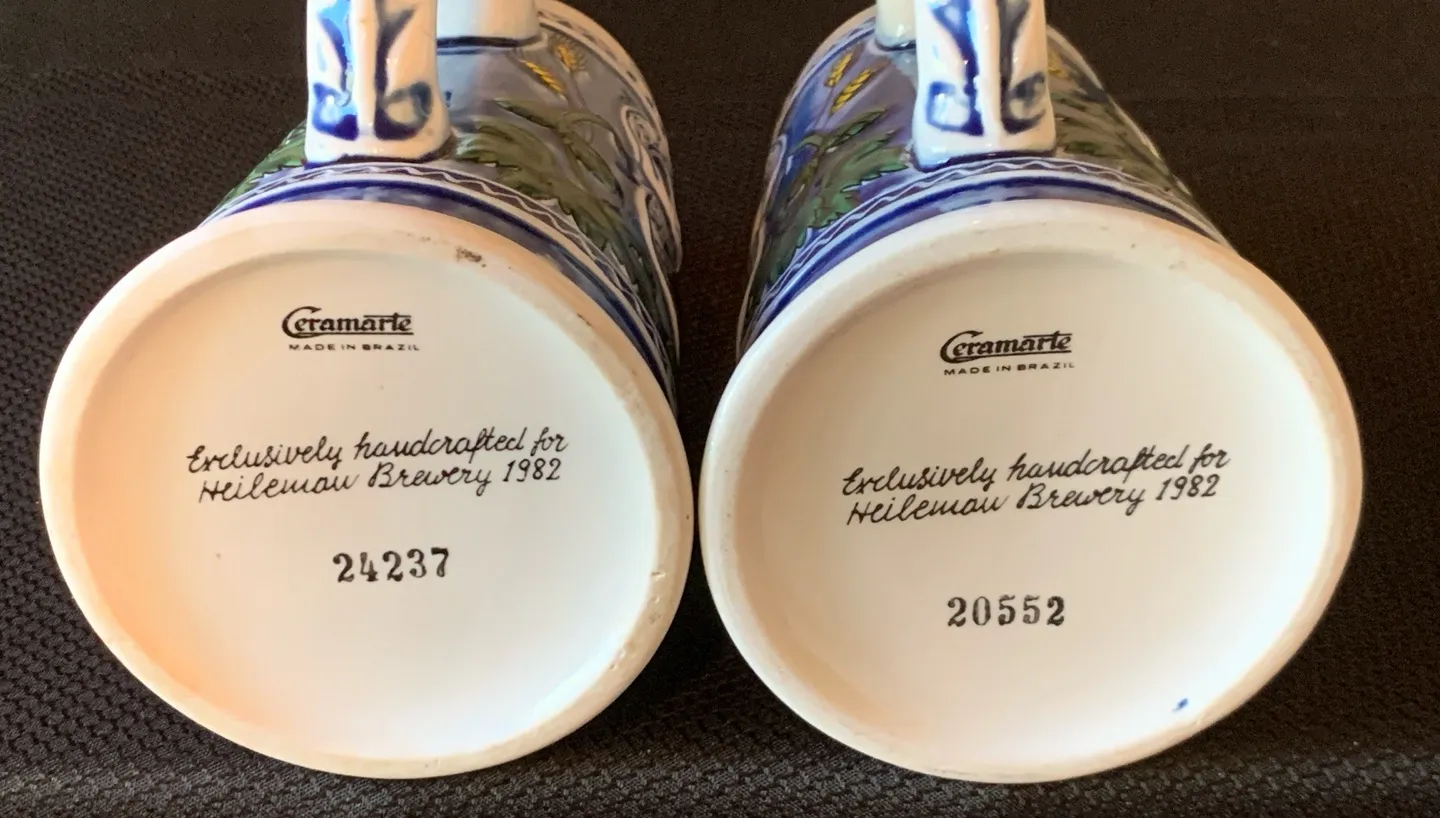 Ceramarte
MADE IN BRAZIL
Exclusively handcrafted for
Heileman Brewery 1982
24237
Ceramarte
MADE IN BRAZIL
Exclusively handcrafted for
Heileman Brewery 1982
20552